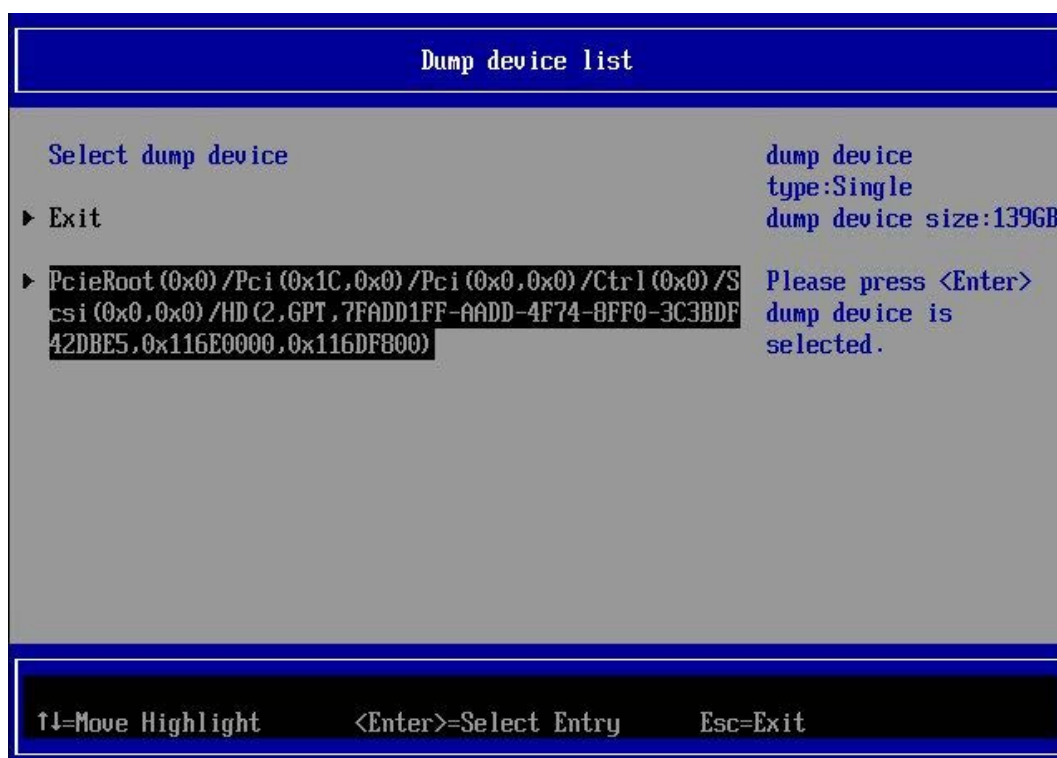 Dump device list
Select dump device
▶ Exit
▶ PcieRoot(0x0)/Pci(0x1C,0x0)/Pci(0x0,0x0)/Ctrl(0x0)/S
csi(0x0,0x0)/HD(2,GPT,7FADD1FF-AADD-4F74-8FF0-3C3BDF
42DBE5,0x116E0000,0x116DF800)
dump device
type:Single
dump device size:139GB
Please press <Enter>
dump device is
selected.
↑↓=Move Highlight <Enter>=Select Entry Esc=Exit